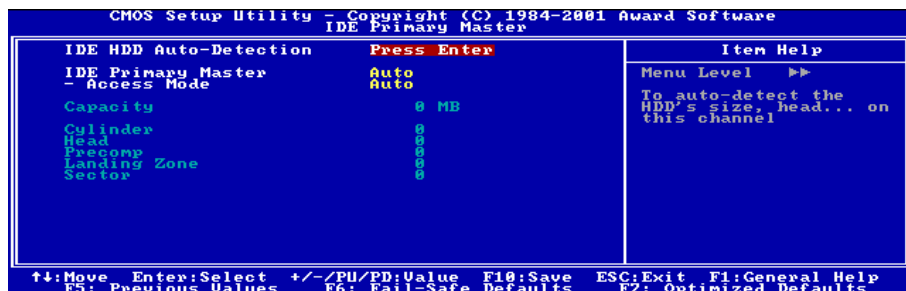 CMOS Setup Utility - Copyright (C) 1984-2001 Award Software
IDE Primary Master
IDE HDD Auto-Detection Press Enter
IDE Primary Master Auto
- Access Mode Auto
Capacity 0 MB
Cylinder 0
Head 0
Precomp 0
Landing Zone 0
Sector 0
Item Help
Menu Level ►►
To auto-detect the
HDD's size, head... on
this channel
↑↓:Move Enter:Select +/-/PU/PD:Value F10:Save ESC:Exit F1:General Help
F5: Previous Values F6: Fail-Safe Defaults F7: Optimized Defaults